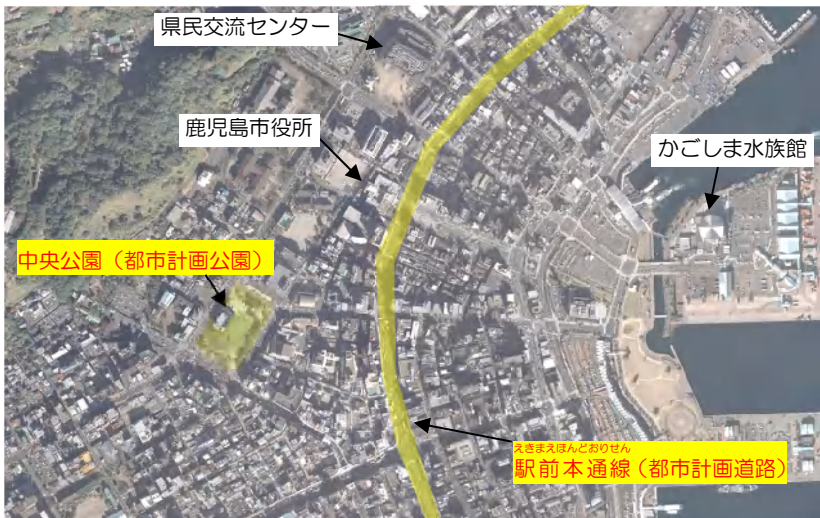 県民交流センター
鹿児島市役所
かごしま水族館
中央公園（都市計画公園）
えきまえほんどおりせん
駅前本通線（都市計画道路）